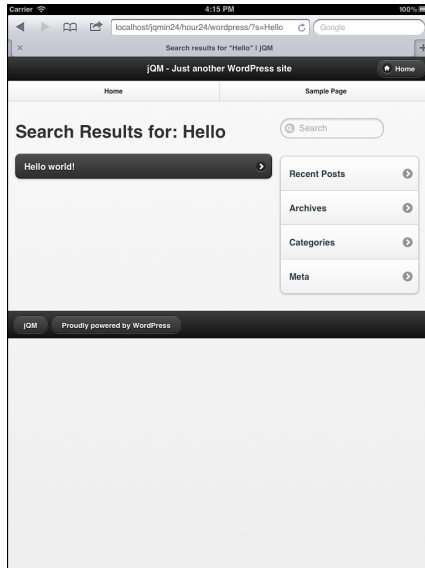 Carrier 4:15 PM 100%
localhost/jqmin24/hour24/wordpress/?s=Hello Google
Search results for "Hello" | jQM
jQM - Just another WordPress site Home
Home Sample Page
Search Results for: Hello
Search
Hello world!
Recent Posts
Archives
Categories
Meta
jQM Proudly powered by WordPress